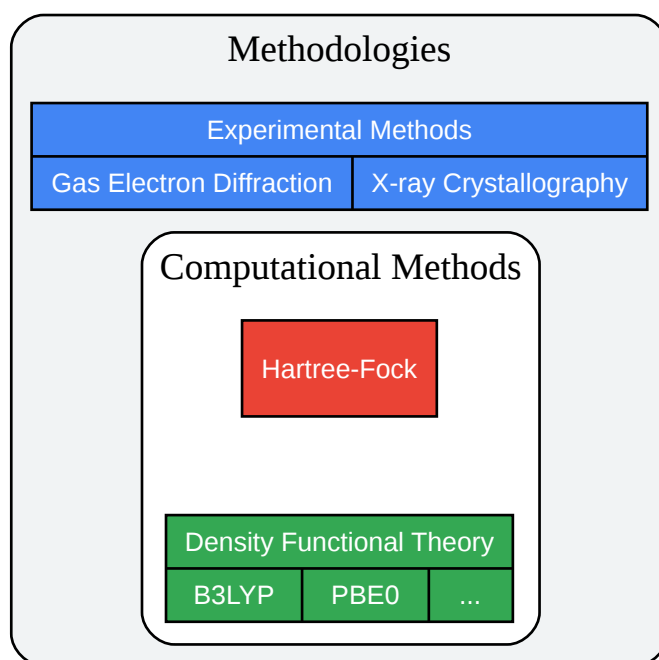 Methodologies
Experimental Methods
Gas Electron Diffraction X-ray Crystallography
Computational Methods
Hartree-Fock
Density Functional Theory
B3LYP PBE0 ...